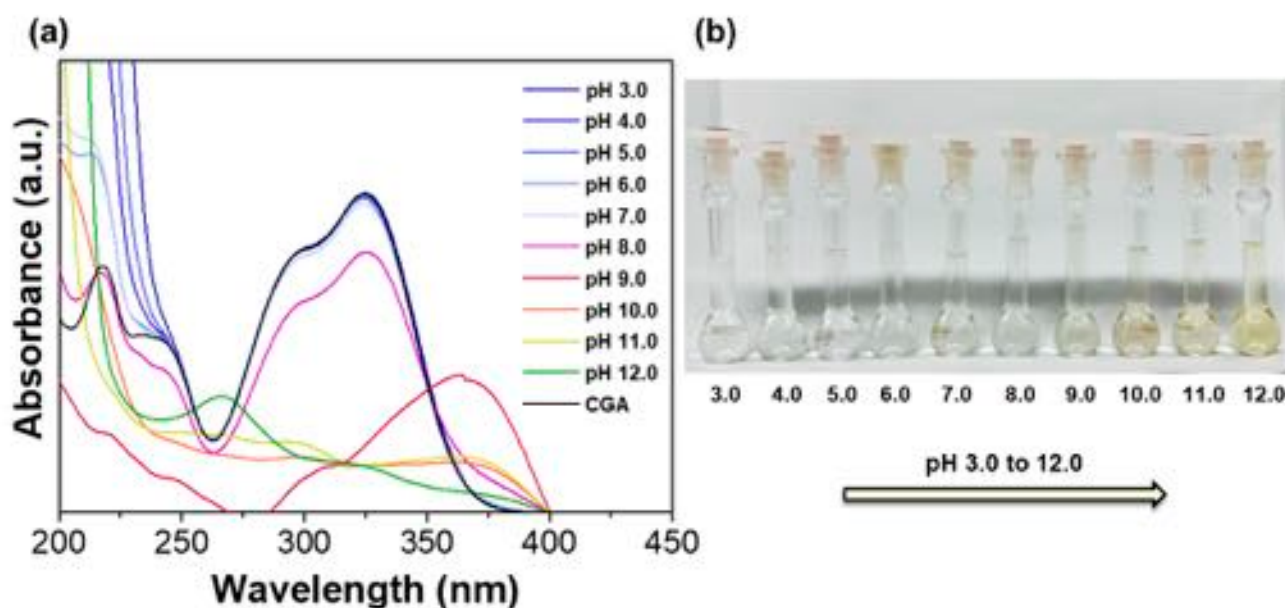 (a)
(b)
Absorbance (a.u.)
pH 3.0
pH 4.0
pH 5.0
pH 6.0
pH 7.0
pH 8.0
pH 9.0
pH 10.0
pH 11.0
pH 12.0
CGA
200 250 300 350 400 450
Wavelength (nm)
3.0 4.0 5.0 6.0 7.0 8.0 9.0 10.0 11.0 12.0
pH 3.0 to 12.0